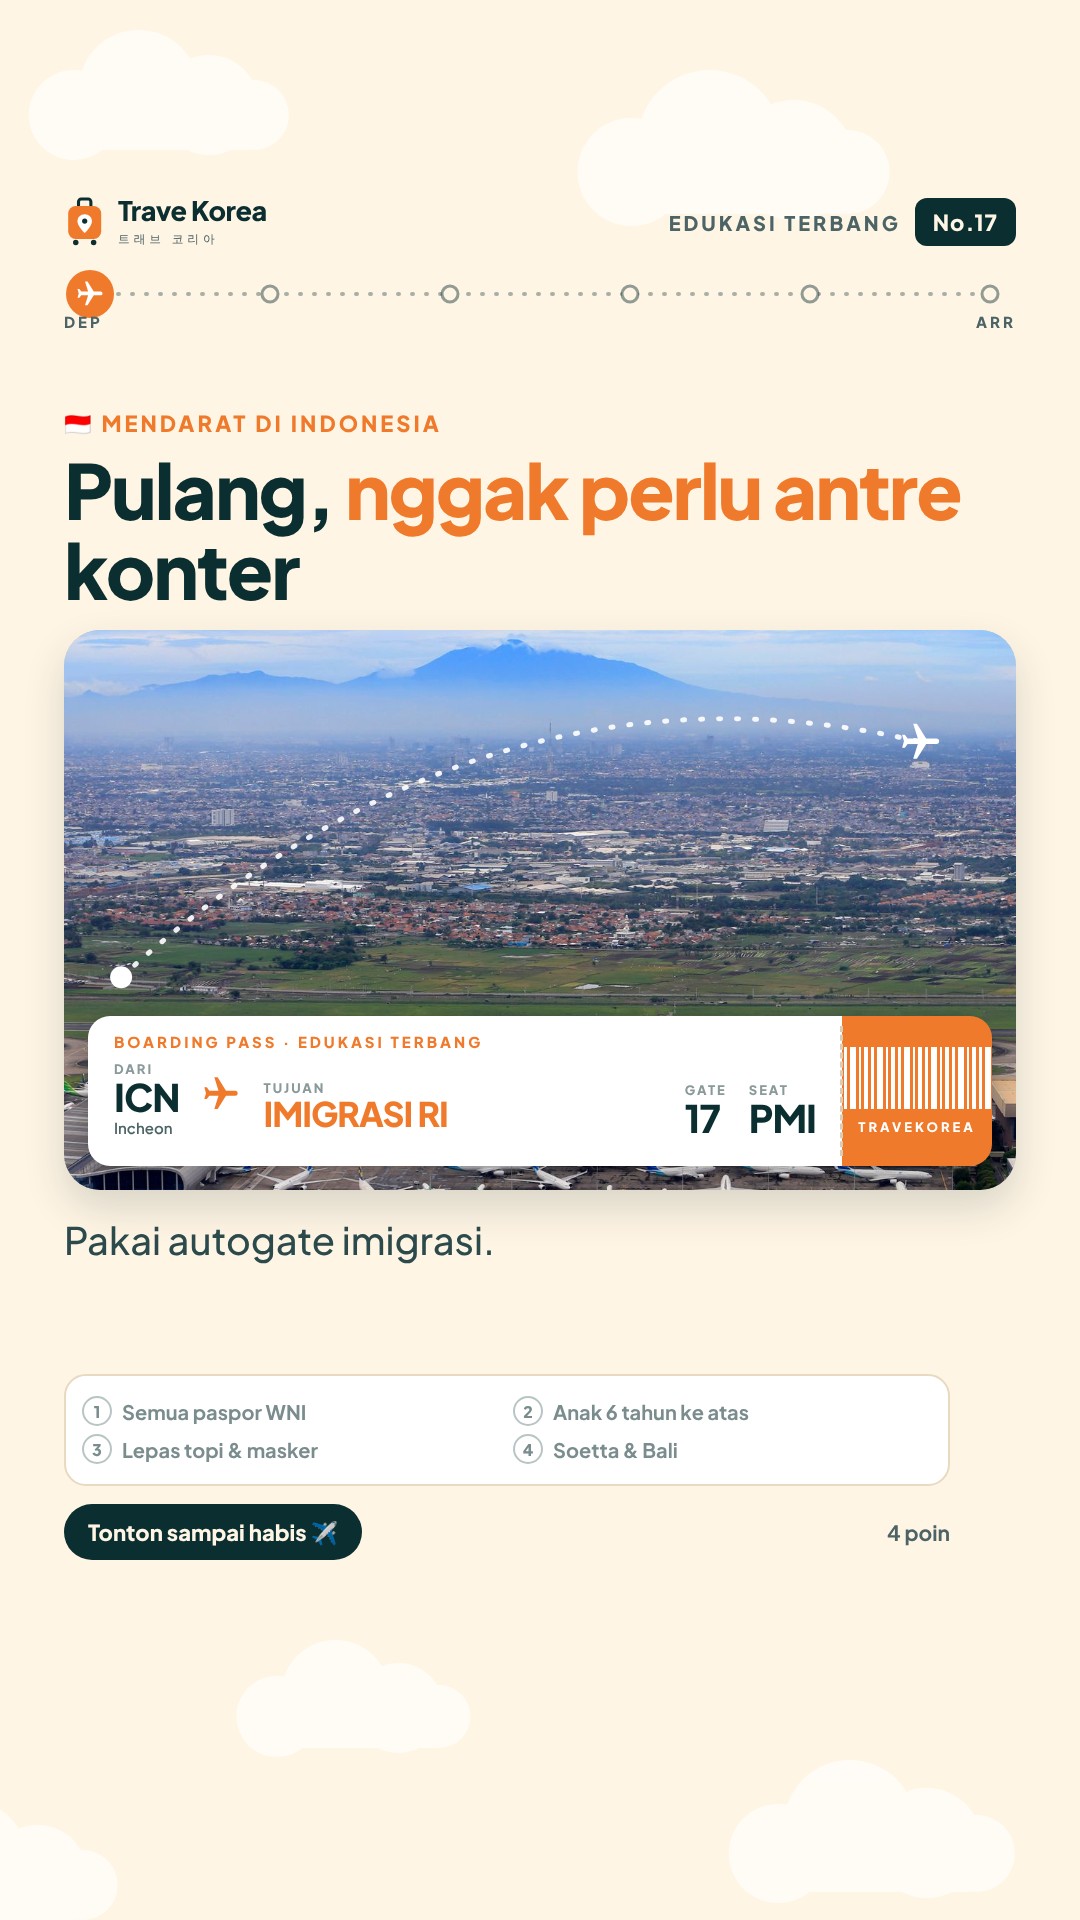 Trave Korea
트래브 코리아
EDUKASI TERBANG
No.17
DEP
ARR
🇮🇩 MENDARAT DI INDONESIA
Pulang, nggak perlu antre
konter
BOARDING PASS · EDUKASI TERBANG
DARI
ICN
Incheon
TUJUAN
IMIGRASI RI
GATE
17
SEAT
PMI
TRAVEKOREA
Pakai autogate imigrasi.
1 Semua paspor WNI
2 Anak 6 tahun ke atas
3 Lepas topi & masker
4 Soetta & Bali
Tonton sampai habis ✈️
4 poin